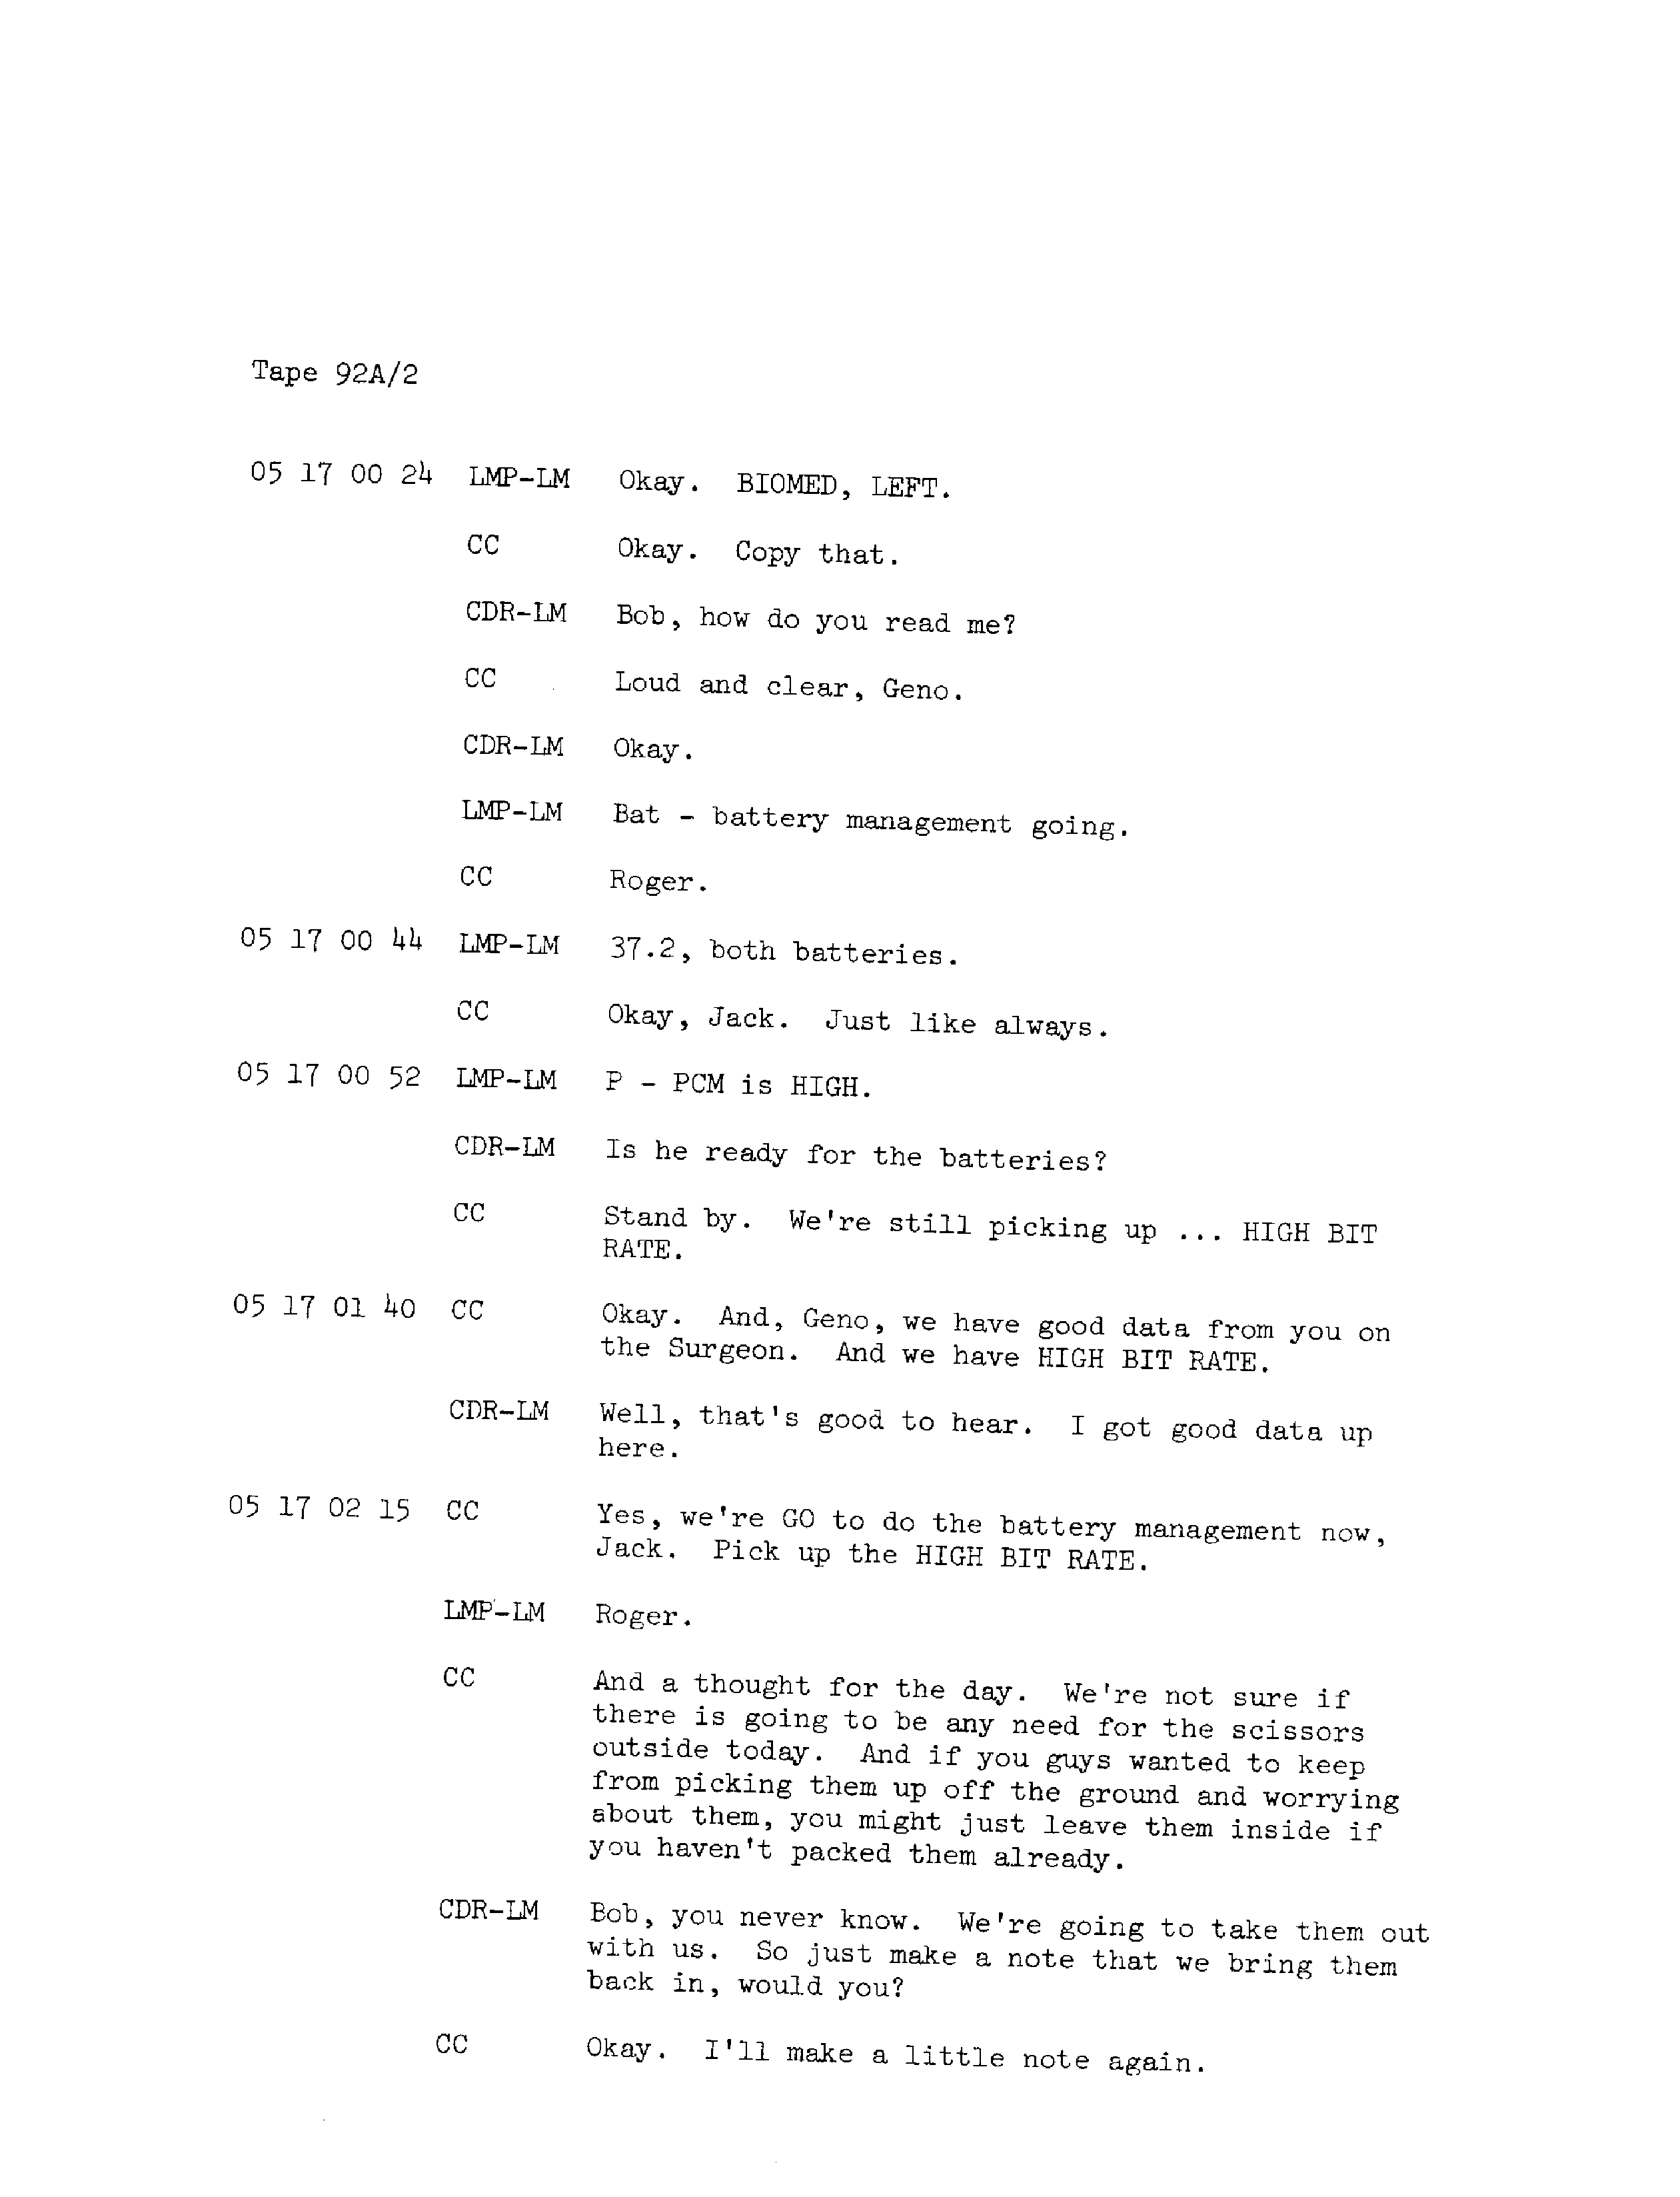 Tape 92A/2
05 17 00 24 LMP-LM Okay. BIOMED, LEFT.
CC Okay. Copy that.
CDR-LM Bob, how do you read me?
CC Loud and clear, Geno.
CDR-LM Okay.
LMP-LM Bat - battery management going.
CC Roger.
05 17 00 44 LMP-LM 37.2, both batteries.
CC Okay, Jack. Just like always.
05 17 00 52 LMP-LM P - PCM is HIGH.
CDR-LM Is he ready for the batteries?
CC Stand by. We're still picking up ... HIGH BIT
RATE.
05 17 01 40 CC Okay. And, Geno, we have good data from you on
the Surgeon. And we have HIGH BIT RATE.
CDR-LM Well, that's good to hear. I got good data up
here.
05 17 02 15 CC Yes, we're GO to do the battery management now,
Jack. Pick up the HIGH BIT RATE.
LMP-LM Roger.
CC And a thought for the day. We're not sure if
there is going to be any need for the scissors
outside today. And if you guys wanted to keep
from picking them up off the ground and worrying
about them, you might just leave them inside if
you haven't packed them already.
CDR-LM Bob, you never know. We're going to take them out
with us. So just make a note that we bring them
back in, would you?
CC Okay. I'll make a little note again.